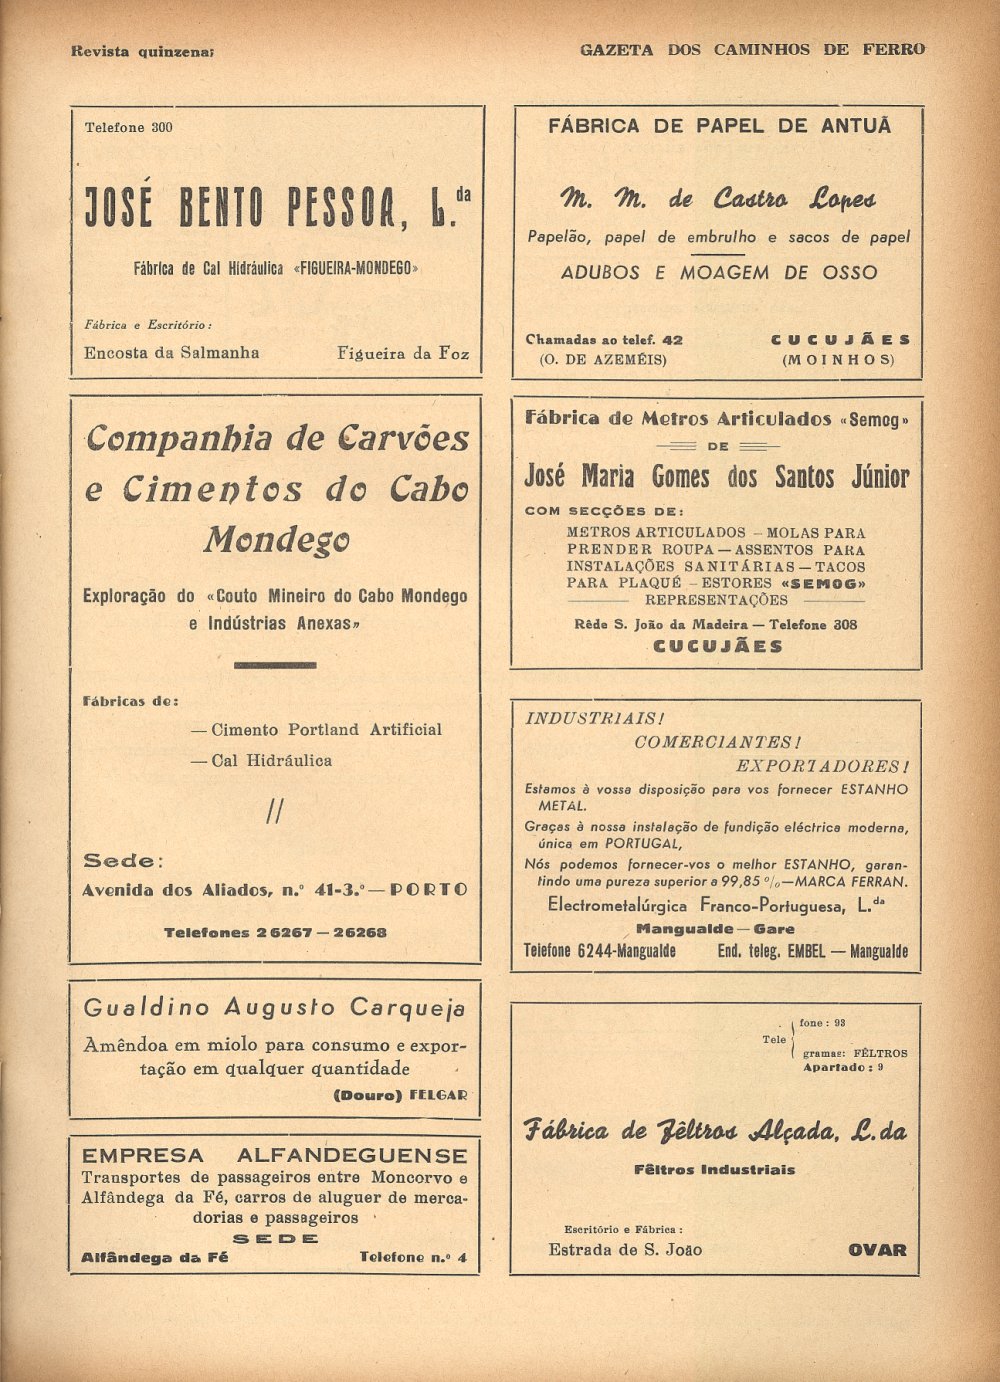 Revista quinzenal
GAZETA DOS CAMINHOS DE FERRO
Telefone 300
JOSÉ BENTO PESSOA, L.da
Fábrica de Cal Hidráulica «FIGUEIRA-MONDEGO»
Fábrica e Escritório:
Encosta da Salmanha Figueira da Foz
Companhia de Carvões
e Cimentos do Cabo
Mondego
Exploração do «Couto Mineiro do Cabo Mondego
e Indústrias Anexas»
Fábricas de:
— Cimento Portland Artificial
— Cal Hidráulica
//
Sede:
Avenida dos Aliados, n.º 41-3.º — PORTO
Telefones 26267 — 26268
Gualdino Augusto Carqueja
Amêndoa em miolo para consumo e expor-
tação em qualquer quantidade
(Douro) FELGAR
EMPRESA ALFANDEGUENSE
Transportes de passageiros entre Moncorvo e
Alfândega da Fé, carros de aluguer de merca-
dorias e passageiros
SEDE
Alfândega da Fé Telefone n.º 4
FÁBRICA DE PAPEL DE ANTUÃ
M. M. de Castro Lopes
Papelão, papel de embrulho e sacos de papel
ADUBOS E MOAGEM DE OSSO
Chamadas ao telef. 42 CUCUJÃES
(O. DE AZEMÉIS) (MOINHOS)
Fábrica de Metros Articulados «Semog»
DE
José Maria Gomes dos Santos Júnior
COM SECÇÕES DE:
METROS ARTICULADOS — MOLAS PARA
PRENDER ROUPA — ASSENTOS PARA
INSTALAÇÕES SANITÁRIAS — TACOS
PARA PLAQUÉ — ESTORES «SEMOG»
REPRESENTAÇÕES
Rêde S. João da Madeira — Telefone 308
CUCUJÃES
INDUSTRIAIS!
COMERCIANTES!
EXPORTADORES!
Estamos à vossa disposição para vos fornecer ESTANHO
METAL.
Graças à nossa instalação de fundição eléctrica moderna,
única em PORTUGAL,
Nós podemos fornecer-vos o melhor ESTANHO, garan-
tindo uma pureza superior a 99,85 % — MARCA FERRAN.
Electrometalúrgica Franco-Portuguesa, L.da
Mangualde — Gare
Telefone 6244-Mangualde End. teleg. EMBEL — Mangualde
fone: 93
Tele
gramas: FÊLTROS
Apartado: 9
Fábrica de Fêltros Alçada, L.da
Fêltros Industriais
Escritório e Fábrica:
Estrada de S. João OVAR